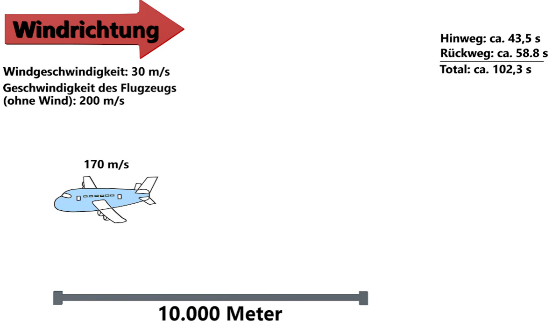 Windrichtung
Hinweg: ca. 43,5 s
Rückweg: ca. 58.8 s
Total: ca. 102,3 s
Windgeschwindigkeit: 30 m/s
Geschwindigkeit des Flugzeugs
(ohne Wind): 200 m/s
170 m/s
10.000 Meter